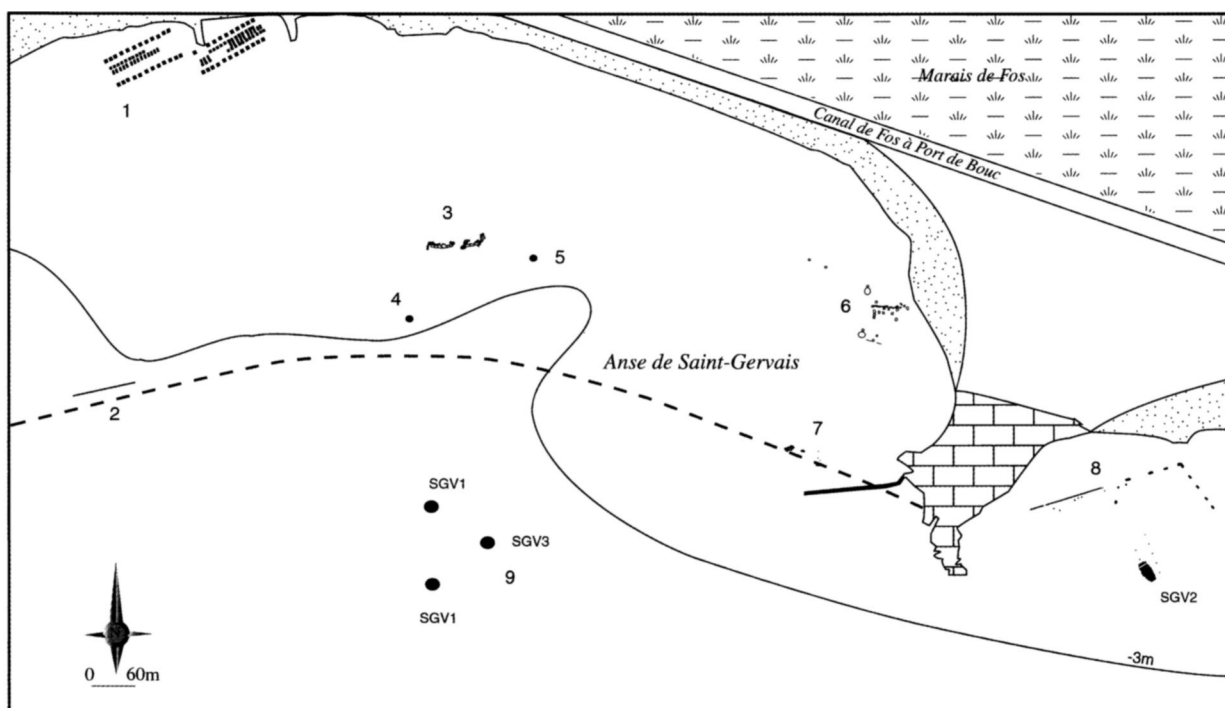 Marais de Fos
1
Canal de Fos à Port de Bouc
3
5
4
6
Anse de Saint-Gervais
2
7
8
SGV1
SGV3
9
SGV2
SGV1
-3m
N
0 60m